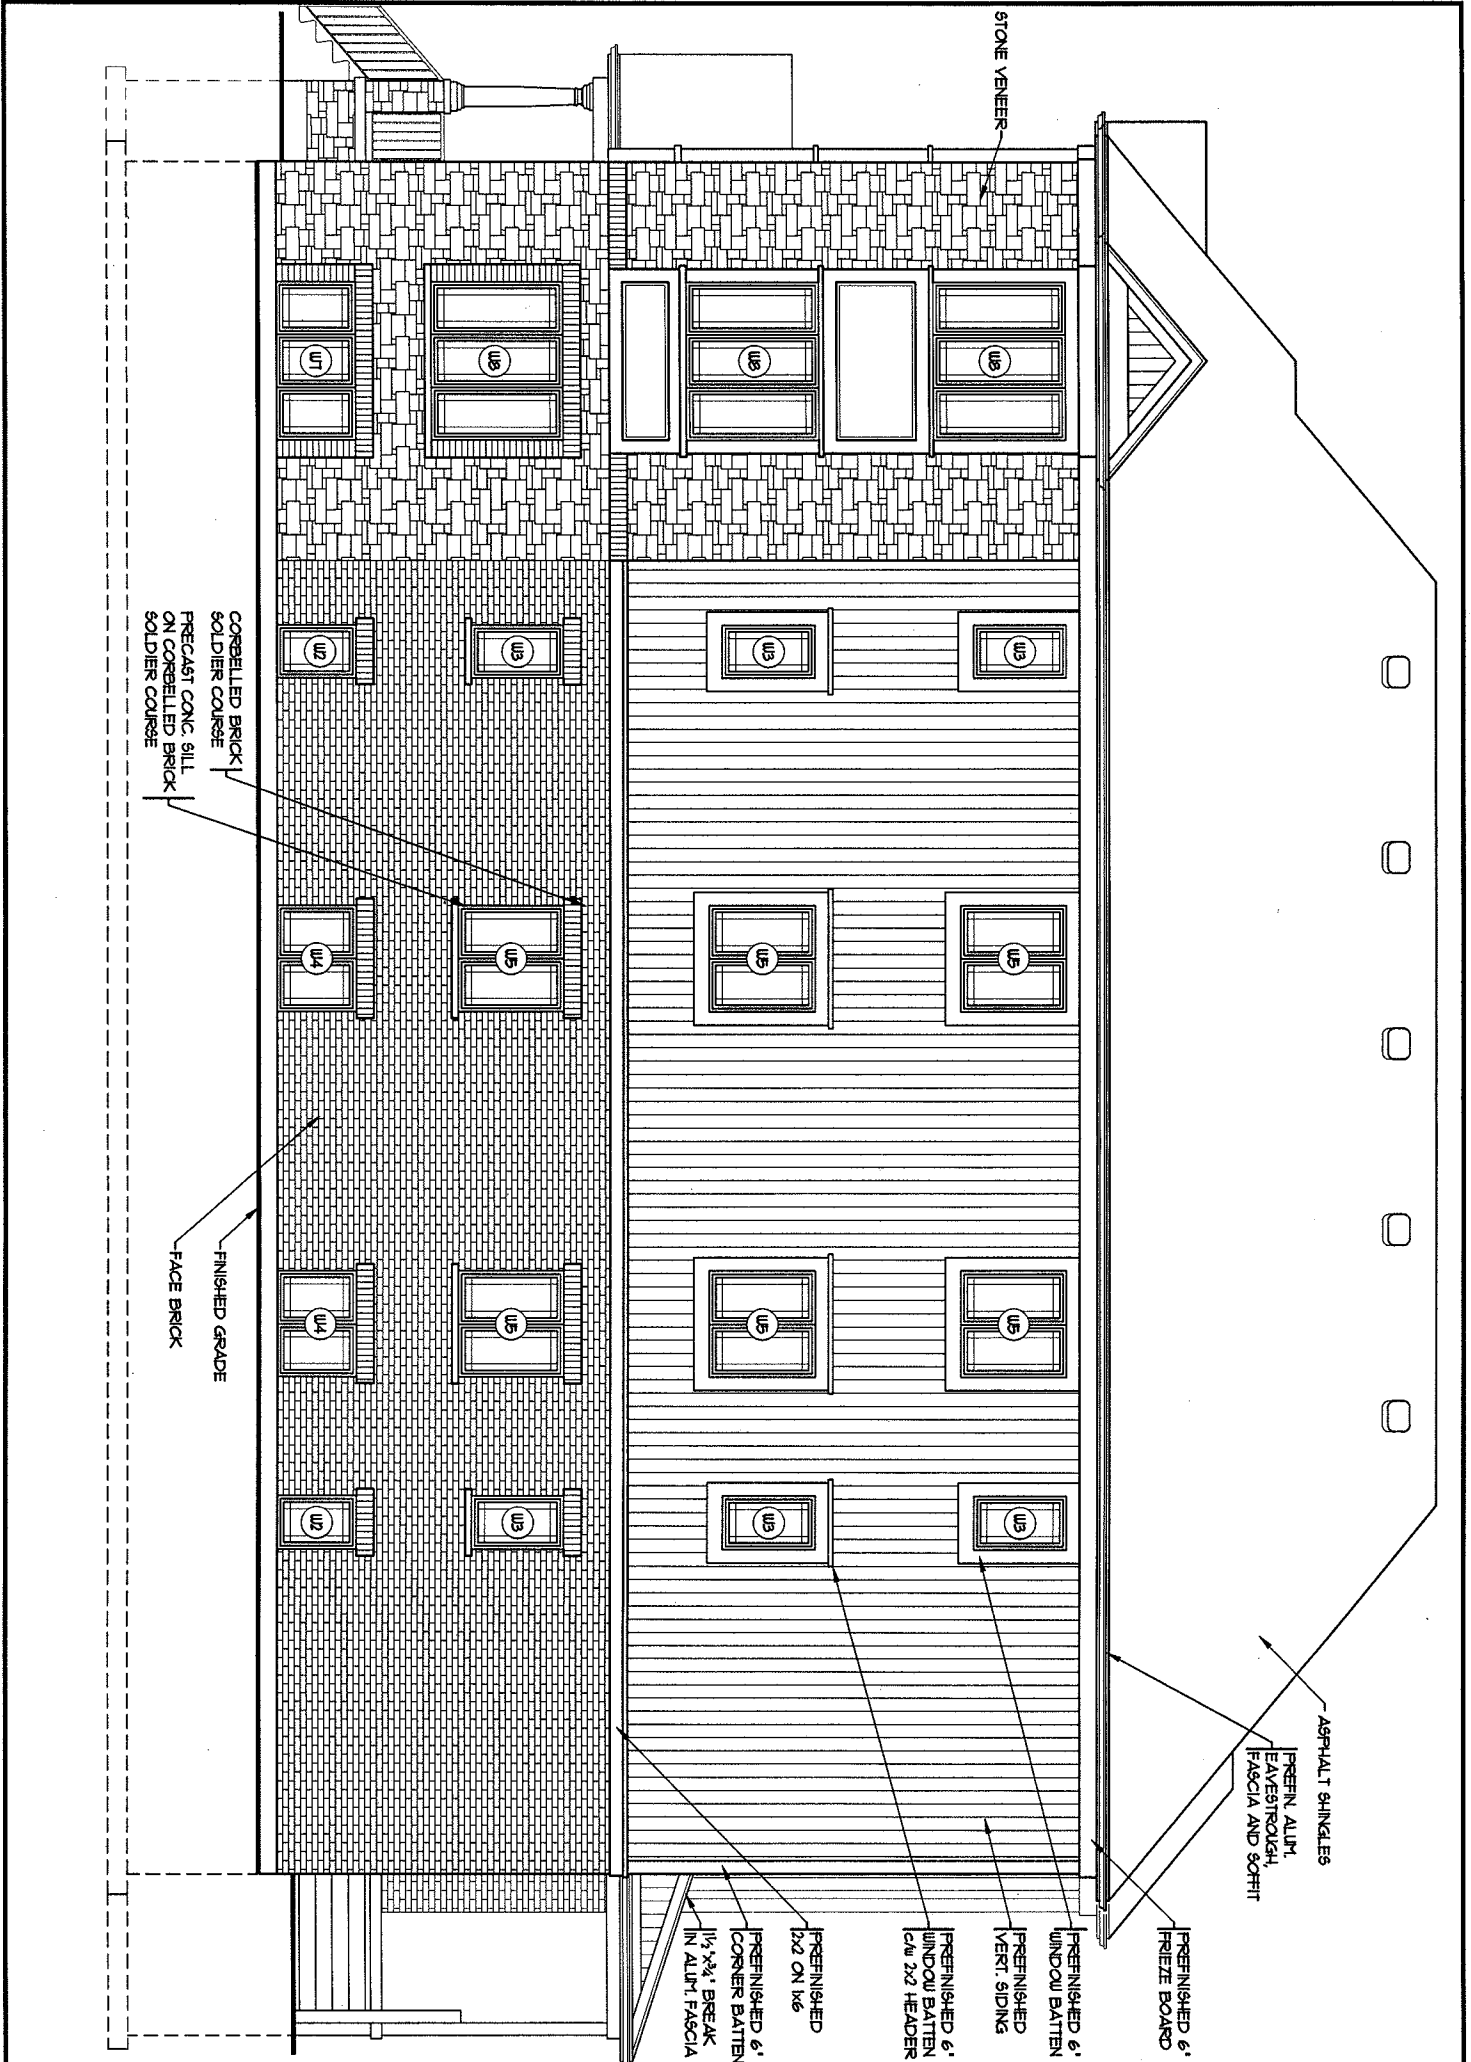 STONE VENEER
ASPHALT SHINGLES
PREFIN. ALUM.
EAVESTROUGH,
FASCIA AND SOFFIT
PREFINISHED 6"
FRIEZE BOARD
PREFINISHED 6"
WINDOW BATTEN
PREFINISHED
VERT. SIDING
PREFINISHED 6"
WINDOW BATTEN
C/W 2X2 HEADER
PREFINISHED
2X2 ON 1X6
PREFINISHED 6"
CORNER BATTEN
1½"x¾" BREAK
IN ALUM. FASCIA
W8 W3 W5 W5 W3
W8 W3 W5 W5 W3
W8 W3 W5 W5 W3
W7 W2 W4 W4 W2
CORBELLED BRICK
SOLDIER COURSE
PRECAST CONC. SILL
ON CORBELLED BRICK
SOLDIER COURSE
FINISHED GRADE
FACE BRICK